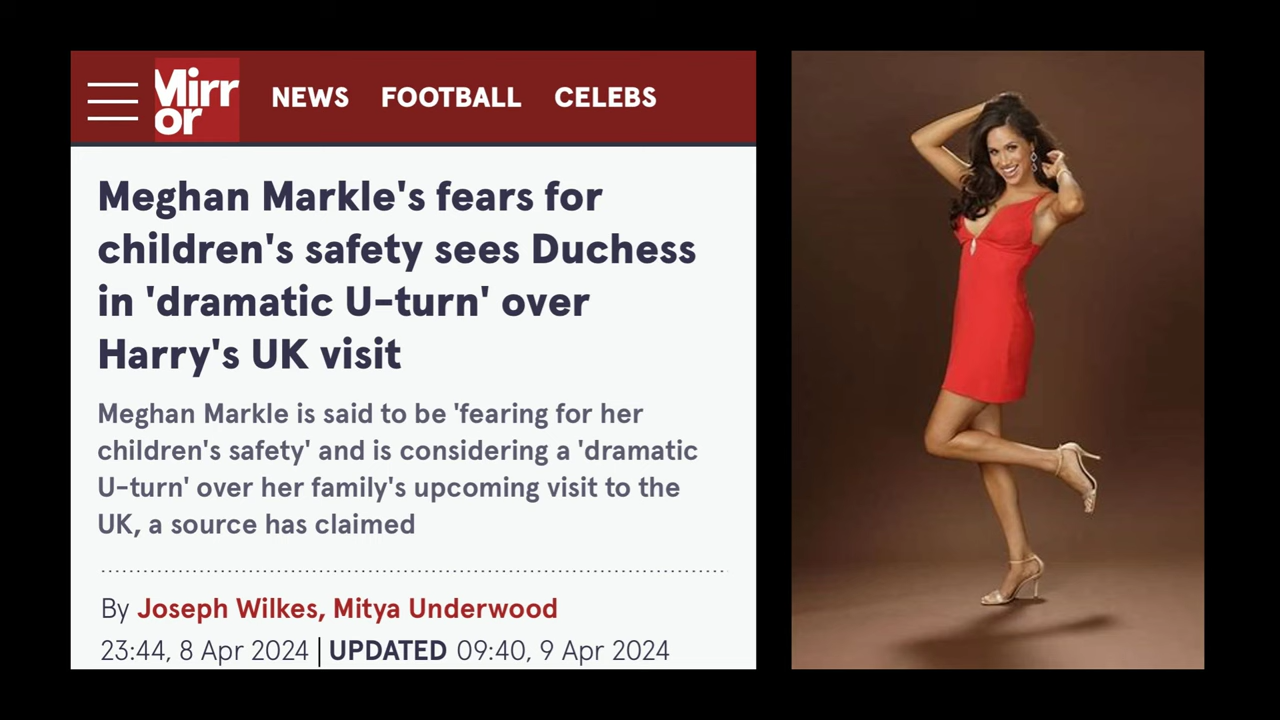 Mirr
or
NEWS FOOTBALL CELEBS
Meghan Markle's fears for
children's safety sees Duchess
in 'dramatic U-turn' over
Harry's UK visit
Meghan Markle is said to be 'fearing for her
children's safety' and is considering a 'dramatic
U-turn' over her family's upcoming visit to the
UK, a source has claimed
By Joseph Wilkes, Mitya Underwood
23:44, 8 Apr 2024 | UPDATED 09:40, 9 Apr 2024